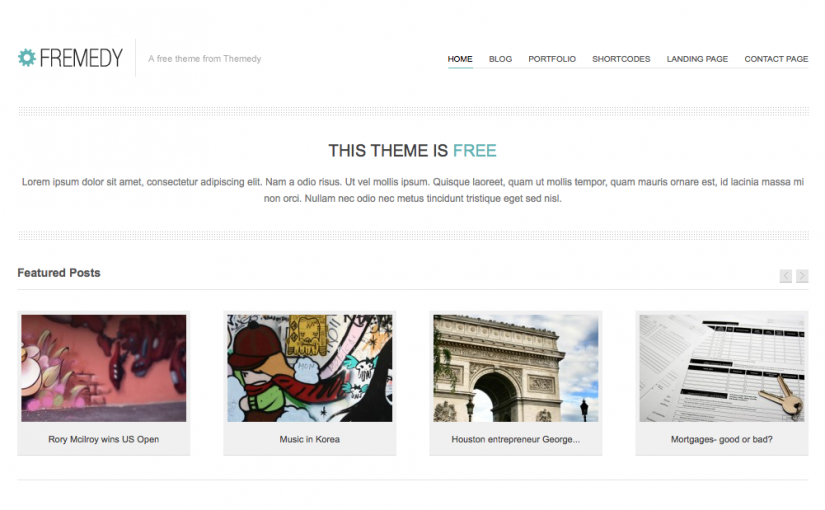 FREMEDY
A free theme from Themedy
HOME BLOG PORTFOLIO SHORTCODES LANDING PAGE CONTACT PAGE
THIS THEME IS FREE
Lorem ipsum dolor sit amet, consectetur adipiscing elit. Nam a odio risus. Ut vel mollis ipsum. Quisque laoreet, quam ut mollis tempor, quam mauris ornare est, id lacinia massa mi
non orci. Nullam nec odio nec metus tincidunt tristique eget sed nisl.
Featured Posts
Rory Mcilroy wins US Open
Music in Korea
Houston entrepreneur George...
Mortgages- good or bad?